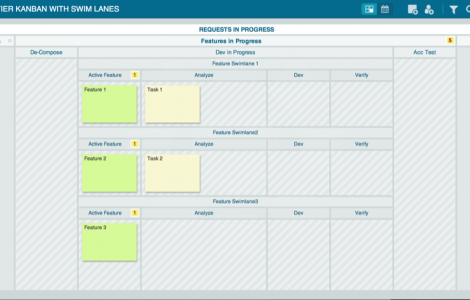 TIER KANBAN WITH SWIM LANES
REQUESTS IN PROGRESS
Features in Progress 5
De-Compose Dev in Progress Acc Test
Feature Swimlane 1
Active Feature 1 Analyze Dev Verify
Feature 1 Task 1
Feature Swimlane2
Active Feature 1 Analyze Dev Verify
Feature 2 Task 2
Feature Swimlane3
Active Feature 1 Analyze Dev Verify
Feature 3